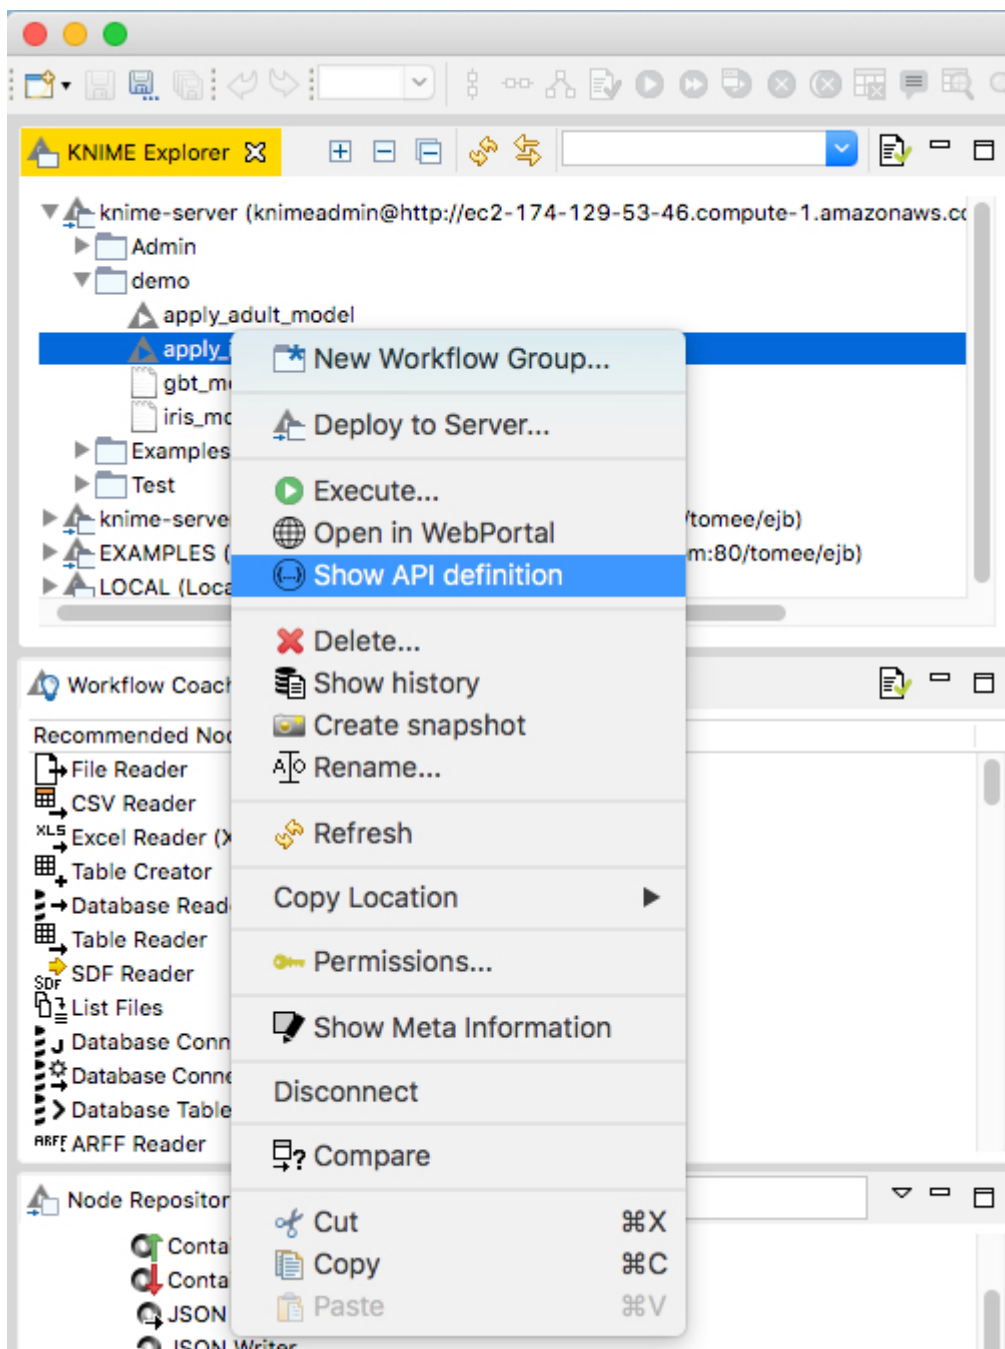 KNIME Explorer
knime-server (knimeadmin@http://ec2-174-129-53-46.compute-1.amazonaws.co
Admin
demo
apply_adult_model
apply_
gbt_m
iris_mo
Examples
Test
knime-serve /tomee/ejb)
EXAMPLES ( m:80/tomee/ejb)
LOCAL (Loca
New Workflow Group...
Deploy to Server...
Execute...
Open in WebPortal
Show API definition
Delete...
Show history
Create snapshot
Rename...
Refresh
Copy Location
Permissions...
Show Meta Information
Disconnect
Compare
Cut ⌘X
Copy ⌘C
Paste ⌘V
Workflow Coach
Recommended Nod
File Reader
CSV Reader
XLS Excel Reader (X
Table Creator
Database Read
Table Reader
SDF SDF Reader
List Files
Database Conn
Database Conne
Database Table
ARFF ARFF Reader
Node Repositor
Conta
Conta
JSON
JSON Writer